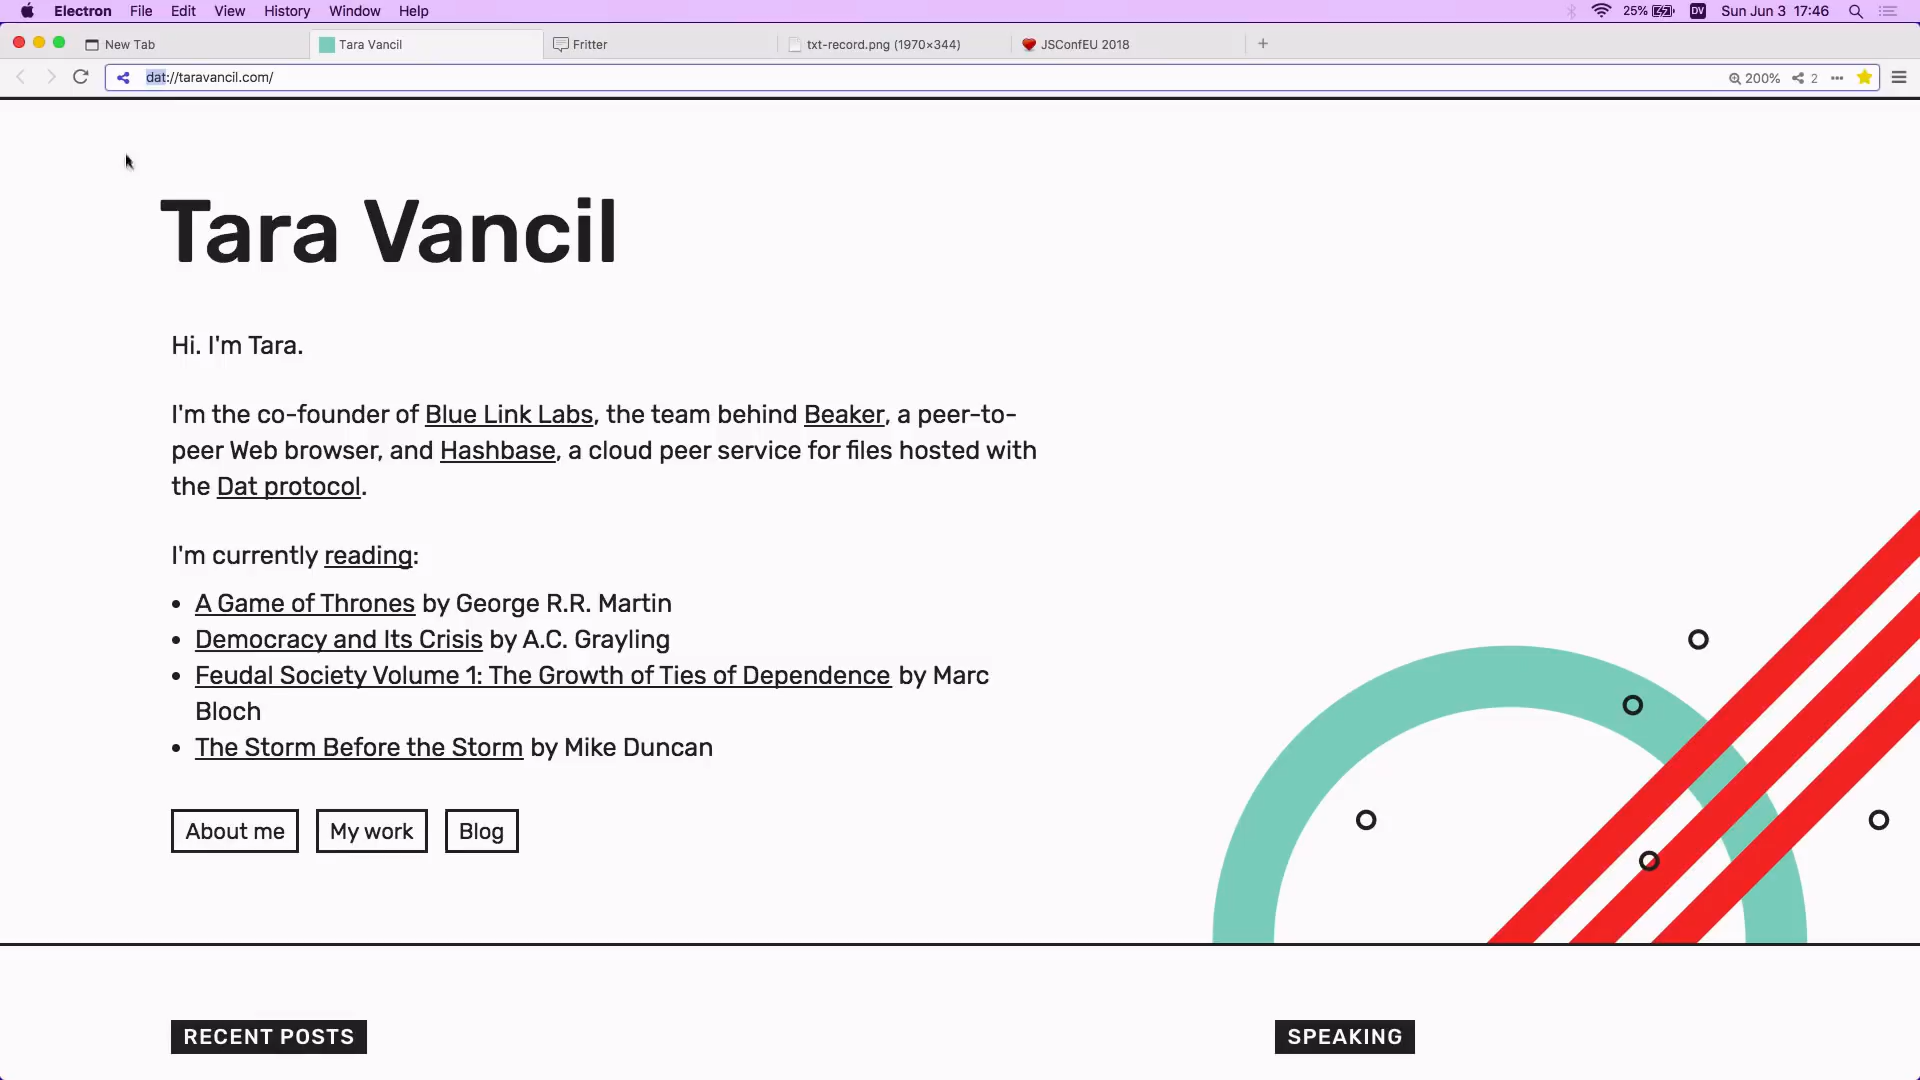 Electron File Edit View History Window Help 25% DV Sun Jun 3 17:46
New Tab Tara Vancil Fritter txt-record.png (1970×344) JSConfEU 2018
dat://taravancil.com/ 200% 2
Tara Vancil
Hi. I'm Tara.
I'm the co-founder of Blue Link Labs, the team behind Beaker, a peer-to-
peer Web browser, and Hashbase, a cloud peer service for files hosted with
the Dat protocol.
I'm currently reading:
• A Game of Thrones by George R.R. Martin
• Democracy and Its Crisis by A.C. Grayling
• Feudal Society Volume 1: The Growth of Ties of Dependence by Marc
Bloch
• The Storm Before the Storm by Mike Duncan
About me My work Blog
RECENT POSTS SPEAKING